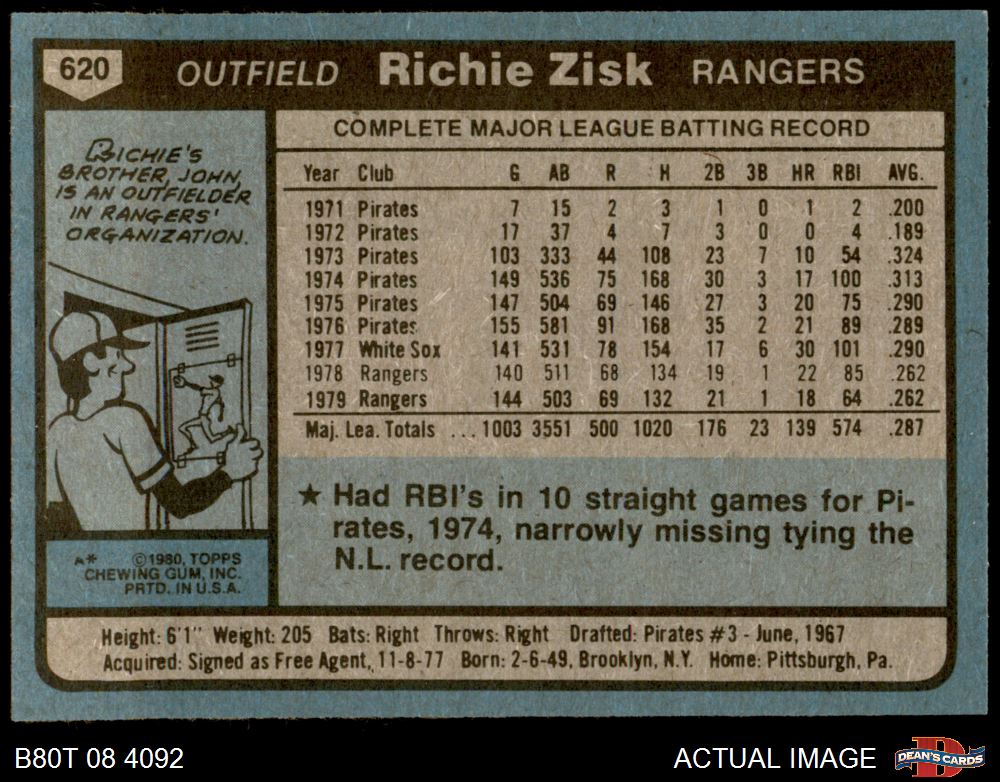 620 OUTFIELD Richie Zisk RANGERS
RICHIE'S
BROTHER, JOHN,
IS AN OUTFIELDER
IN RANGERS'
ORGANIZATION.
COMPLETE MAJOR LEAGUE BATTING RECORD
Year Club G AB R H 2B 3B HR RBI AVG.
1971 Pirates 7 15 2 3 1 0 1 2 .200
1972 Pirates 17 37 4 7 3 0 0 4 .189
1973 Pirates 103 333 44 108 23 7 10 54 .324
1974 Pirates 149 536 75 168 30 3 17 100 .313
1975 Pirates 147 504 69 146 27 3 20 75 .290
1976 Pirates 155 581 91 168 35 2 21 89 .289
1977 White Sox 141 531 78 154 17 6 30 101 .290
1978 Rangers 140 511 68 134 19 1 22 85 .262
1979 Rangers 144 503 69 132 21 1 18 64 .262
Maj. Lea. Totals ... 1003 3551 500 1020 176 23 139 574 .287
★ Had RBI's in 10 straight games for Pi-
rates, 1974, narrowly missing tying the
N.L. record.
A* ©1980, TOPPS
CHEWING GUM, INC.
PRTD. IN U.S.A.
Height: 6'1" Weight: 205 Bats: Right Throws: Right Drafted: Pirates #3 - June, 1967
Acquired: Signed as Free Agent, 11-8-77 Born: 2-6-49, Brooklyn, N.Y. Home: Pittsburgh, Pa.
B80T 08 4092
ACTUAL IMAGE
D
DEAN'S CARDS